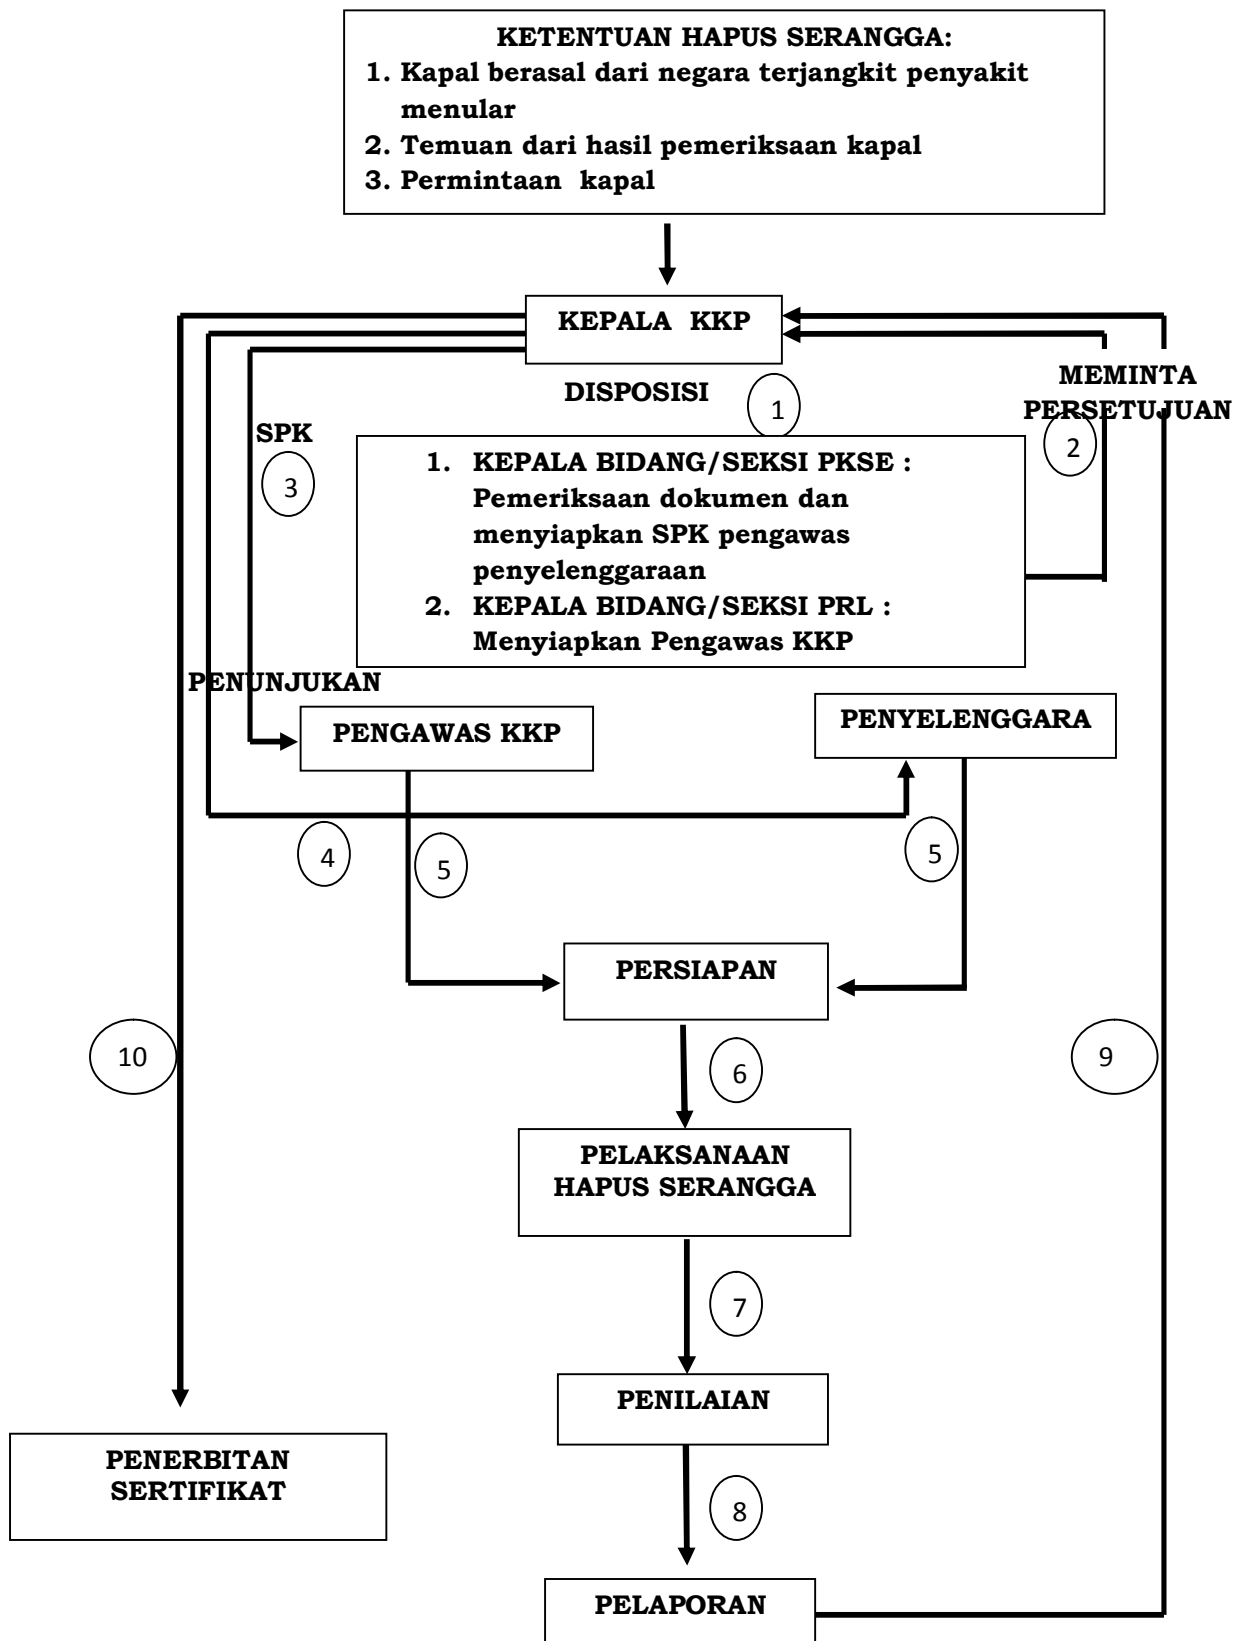 KETENTUAN HAPUS SERANGGA:
1. Kapal berasal dari negara terjangkit penyakit
menular
2. Temuan dari hasil pemeriksaan kapal
3. Permintaan kapal
KEPALA KKP
DISPOSISI
1
MEMINTA
PERSETUJUAN
2
SPK
3
1. KEPALA BIDANG/SEKSI PKSE :
Pemeriksaan dokumen dan
menyiapkan SPK pengawas
penyelenggaraan
2. KEPALA BIDANG/SEKSI PRL :
Menyiapkan Pengawas KKP
PENUNJUKAN
PENGAWAS KKP
PENYELENGGARA
4
5
5
PERSIAPAN
10
6
9
PELAKSANAAN
HAPUS SERANGGA
7
PENILAIAN
PENERBITAN
SERTIFIKAT
8
PELAPORAN